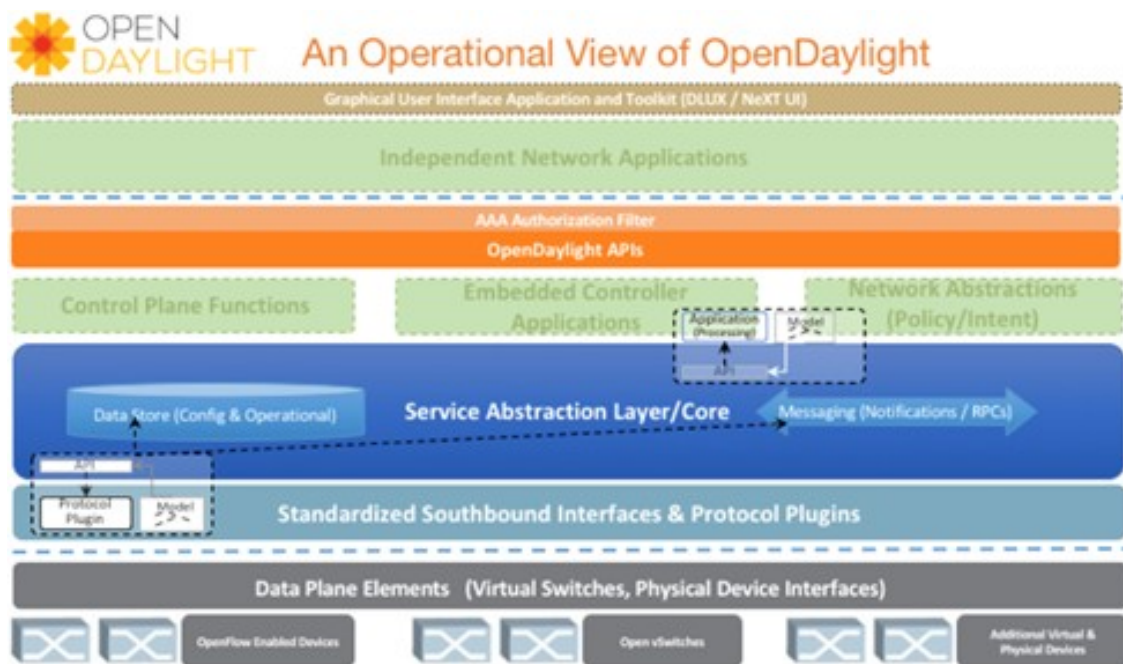 OPEN
DAYLIGHT
An Operational View of OpenDaylight
Graphical User Interface Application and Toolkit (DLUX / NeXT UI)
Independent Network Applications
AAA Authorization Filter
OpenDaylight APIs
Control Plane Functions
Embedded Controller
Applications
Network Abstractions
(Policy/Intent)
Application
(Processing)
Model
API
Data Store (Config & Operational)
Service Abstraction Layer/Core
Messaging (Notifications / RPCs)
API
Protocol
Plugin
Model
Standardized Southbound Interfaces & Protocol Plugins
Data Plane Elements (Virtual Switches, Physical Device Interfaces)
OpenFlow Enabled Devices
Open vSwitches
Additional Virtual &
Physical Devices